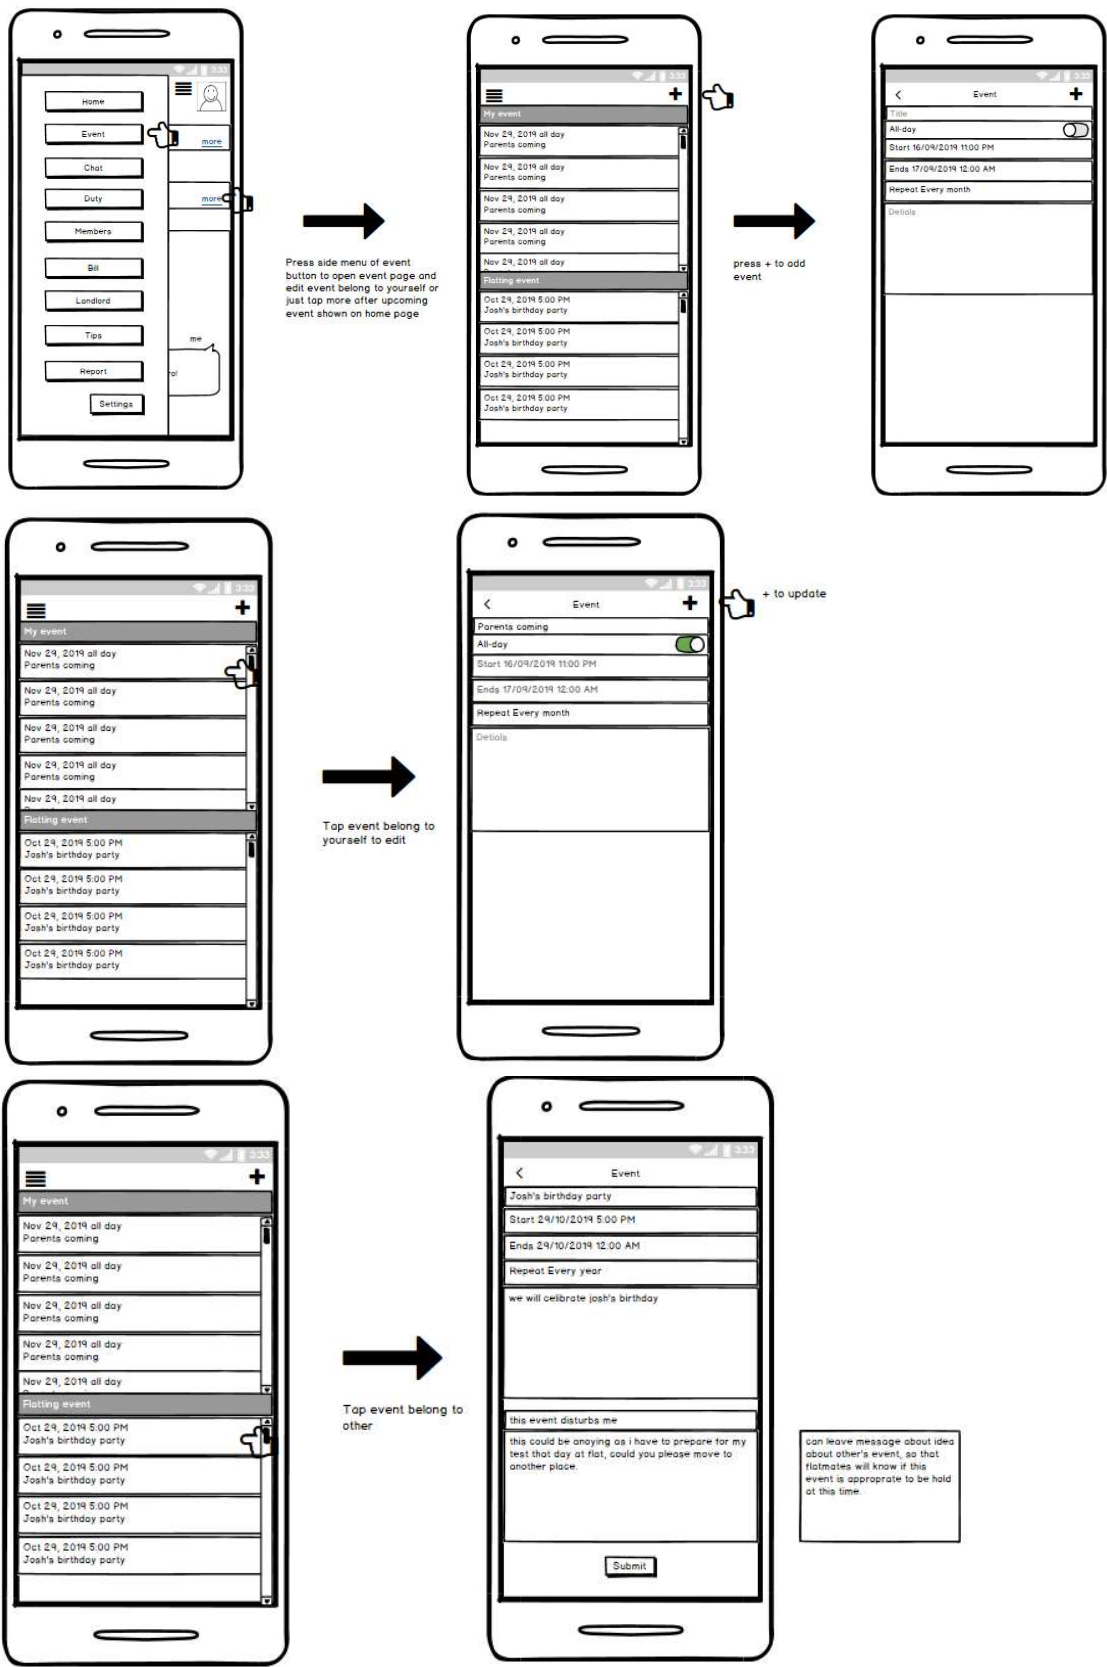 3:33
Home
Event
more
Chat
Duty
more
Members
Bill
Landlord
Tips
me
Report
Settings
Press side menu of event
button to open event page and
edit event belong to yourself or
just tap more after upcoming
event shown on home page
3:33
My event
Nov 29, 2019 all day
Parents coming
Nov 29, 2019 all day
Parents coming
Nov 29, 2019 all day
Parents coming
Nov 29, 2019 all day
Parents coming
Nov 29, 2019 all day
Flatting event
Oct 29, 2019 5:00 PM
Josh's birthday party
Oct 29, 2019 5:00 PM
Josh's birthday party
Oct 29, 2019 5:00 PM
Josh's birthday party
Oct 29, 2019 5:00 PM
Josh's birthday party
press + to add
event
3:33
Event
Title
All-day
Start 16/09/2019 11:00 PM
Ends 17/09/2019 12:00 AM
Repeat Every month
Detials
3:33
My event
Nov 29, 2019 all day
Parents coming
Nov 29, 2019 all day
Parents coming
Nov 29, 2019 all day
Parents coming
Nov 29, 2019 all day
Parents coming
Nov 29, 2019 all day
Flatting event
Oct 29, 2019 5:00 PM
Josh's birthday party
Oct 29, 2019 5:00 PM
Josh's birthday party
Oct 29, 2019 5:00 PM
Josh's birthday party
Oct 29, 2019 5:00 PM
Josh's birthday party
Tap event belong to
yourself to edit
3:33
Event
Parents coming
All-day
Start 16/09/2019 11:00 PM
Ends 17/09/2019 12:00 AM
Repeat Every month
Detials
+ to update
3:33
My event
Nov 29, 2019 all day
Parents coming
Nov 29, 2019 all day
Parents coming
Nov 29, 2019 all day
Parents coming
Nov 29, 2019 all day
Parents coming
Nov 29, 2019 all day
Flatting event
Oct 29, 2019 5:00 PM
Josh's birthday party
Oct 29, 2019 5:00 PM
Josh's birthday party
Oct 29, 2019 5:00 PM
Josh's birthday party
Oct 29, 2019 5:00 PM
Josh's birthday party
Tap event belong to
other
3:33
Event
Josh's birthday party
Start 29/10/2019 5:00 PM
Ends 29/10/2019 12:00 AM
Repeat Every year
we will celibrate josh's birthday
this event disturbs me
this could be anoying as i have to prepare for my
test that day at flat, could you please move to
another place.
Submit
can leave message about idea
about other's event, so that
flatmates will know if this
event is approprate to be hold
at this time.